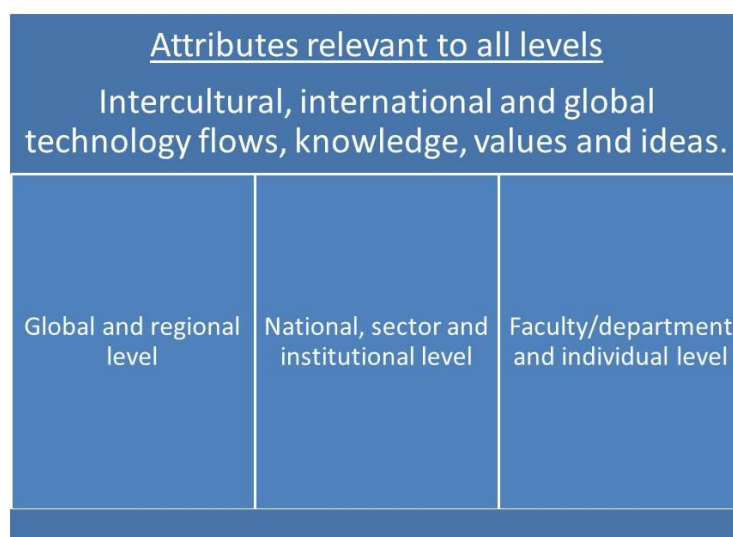 Attributes relevant to all levels
Intercultural, international and global
technology flows, knowledge, values and ideas.
Global and regional
level
National, sector and
institutional level
Faculty/department
and individual level